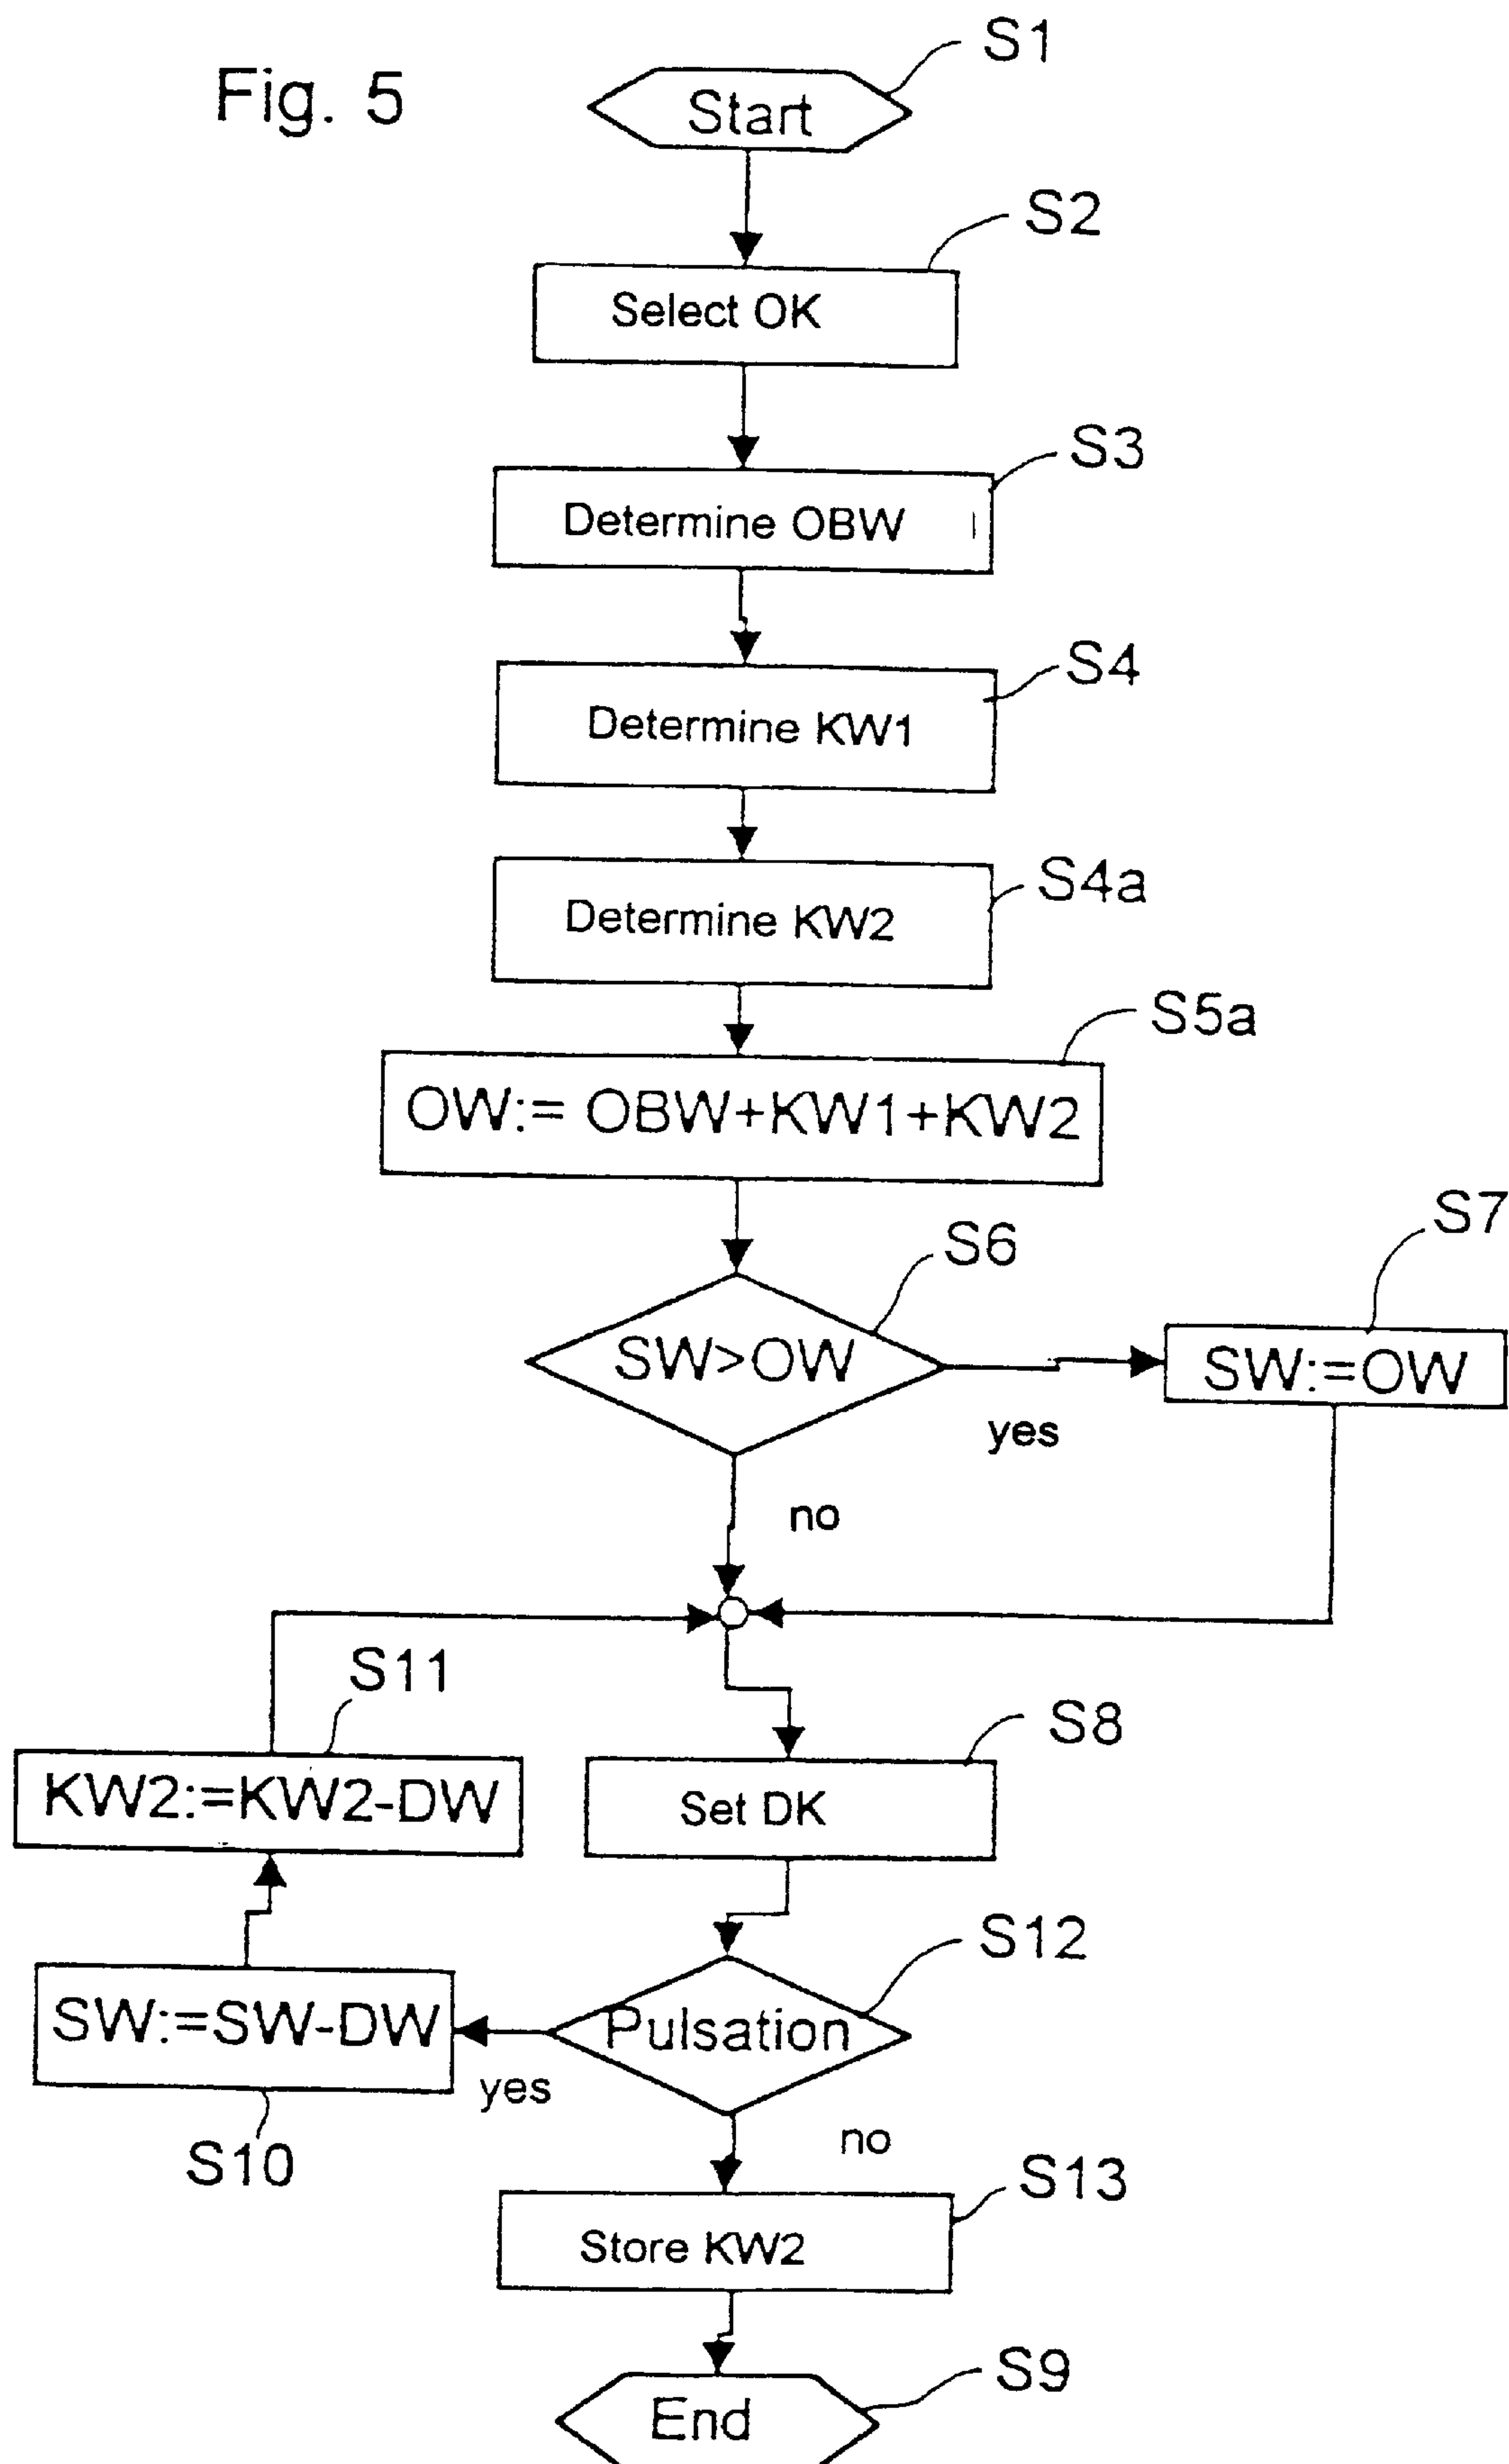 Fig. 5
S1
Start
S2
Select OK
S3
Determine OBW
S4
Determine KW1
S4a
Determine KW2
S5a
OW:= OBW+KW1+KW2
S6
SW>OW
yes
S7
SW:=OW
no
S11
KW2:=KW2-DW
S8
Set DK
S12
Pulsation
yes
SW:=SW-DW
S10
no
S13
Store KW2
S9
End